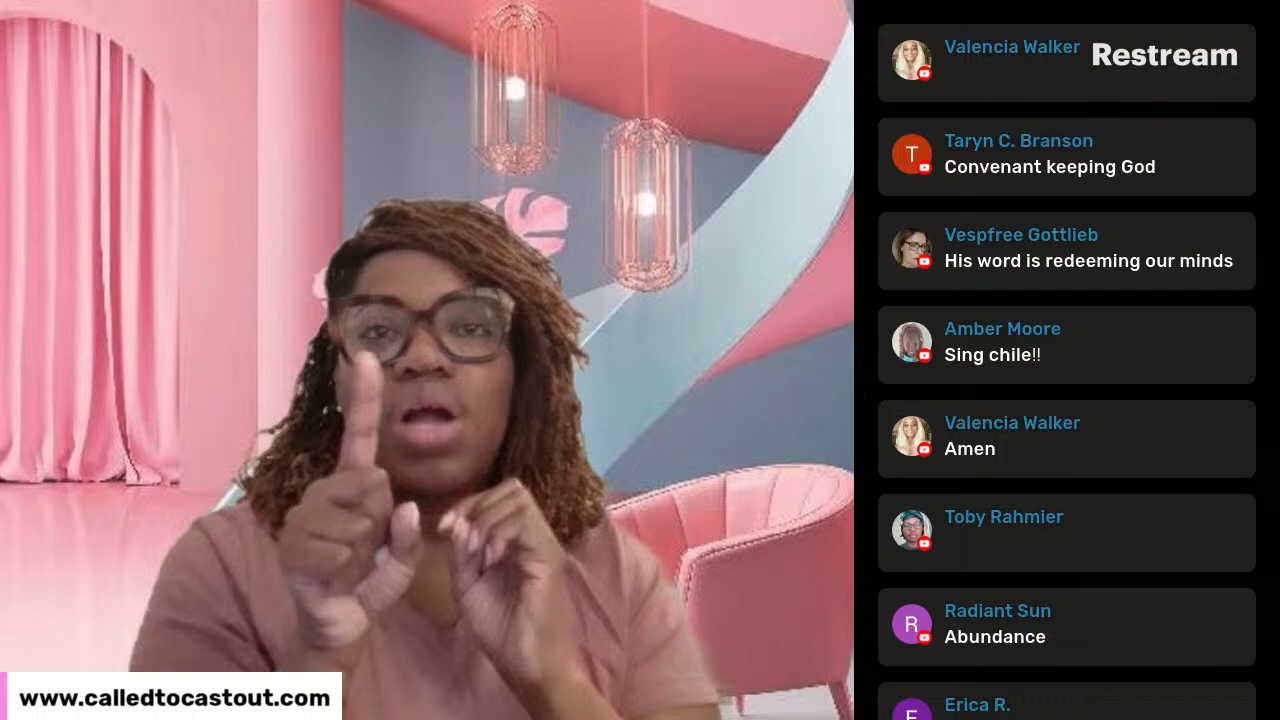 Valencia Walker
Restream
T
Taryn C. Branson
Convenant keeping God
Vespfree Gottlieb
His word is redeeming our minds
Amber Moore
Sing chile!!
Valencia Walker
Amen
Toby Rahmier
R
Radiant Sun
Abundance
E
Erica R.
www.calledtocastout.com